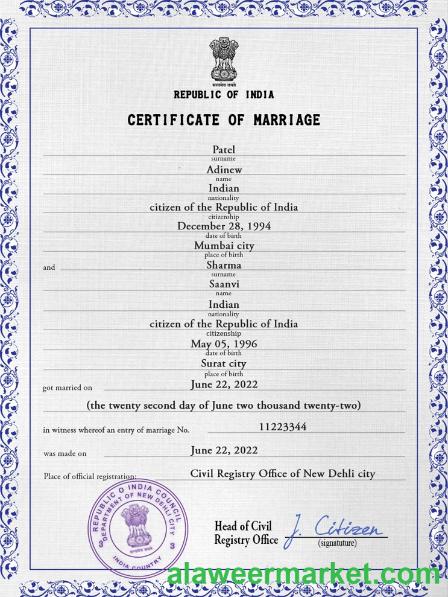 REPUBLIC OF INDIA
CERTIFICATE OF MARRIAGE
Patel
surname
Adinew
name
Indian
nationality
citizen of the Republic of India
citizenship
December 28, 1994
date of birth
Mumbai city
place of birth
and
Sharma
surname
Saanvi
name
Indian
nationality
citizen of the Republic of India
citizenship
May 05, 1996
date of birth
Surat city
place of birth
got married on June 22, 2022
(the twenty second day of June two thousand twenty-two)
in witness whereof an entry of marriage No. 11223344
was made on June 22, 2022
Place of official registration: Civil Registry Office of New Dehli city
REPUBLIC O INDIA COUNCIL
DEPARTMENT OF NEW DEHLI CITY
INDIA COUNTRY
Head of Civil
Registry Office
J. Citizen
(signatuture)
alaweermarket.com